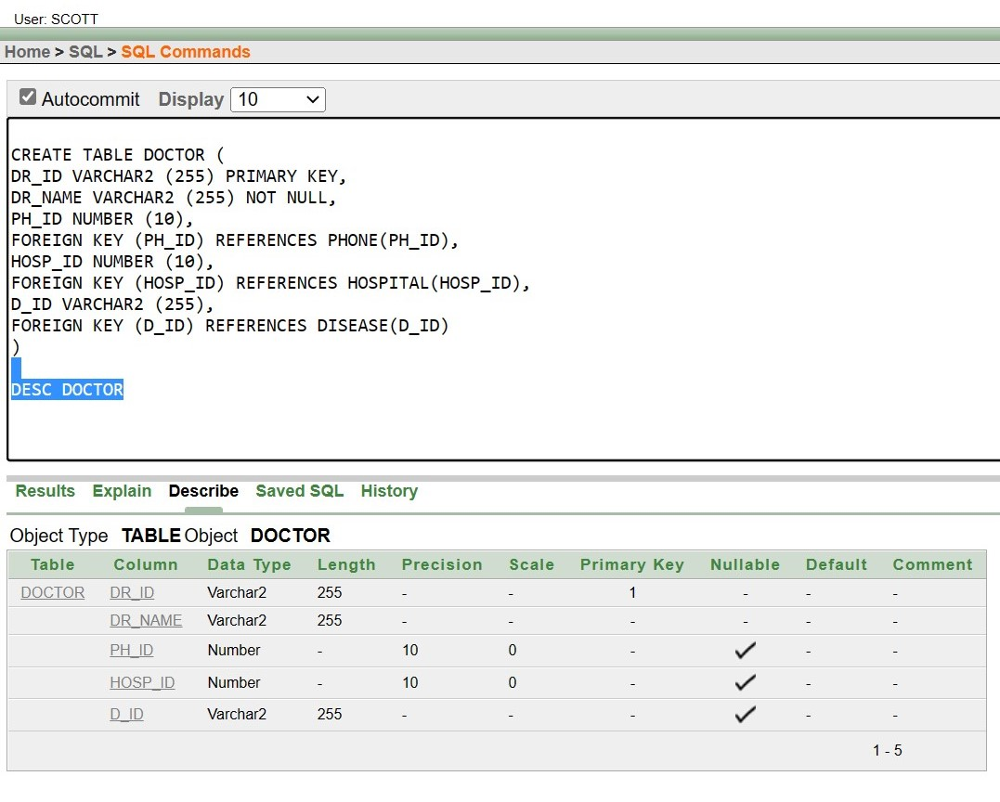 User: SCOTT
Home > SQL > SQL Commands
Autocommit Display 10
CREATE TABLE DOCTOR (
DR_ID VARCHAR2 (255) PRIMARY KEY,
DR_NAME VARCHAR2 (255) NOT NULL,
PH_ID NUMBER (10),
FOREIGN KEY (PH_ID) REFERENCES PHONE(PH_ID),
HOSP_ID NUMBER (10),
FOREIGN KEY (HOSP_ID) REFERENCES HOSPITAL(HOSP_ID),
D_ID VARCHAR2 (255),
FOREIGN KEY (D_ID) REFERENCES DISEASE(D_ID)
)
DESC DOCTOR
Results Explain Describe Saved SQL History
Object Type TABLE Object DOCTOR
Table Column Data Type Length Precision Scale Primary Key Nullable Default Comment
DOCTOR DR_ID Varchar2 255 - - 1 - - -
DR_NAME Varchar2 255 - - - - - -
PH_ID Number - 10 0 - ✓ - -
HOSP_ID Number - 10 0 - ✓ - -
D_ID Varchar2 255 - - - ✓ - -
1 - 5